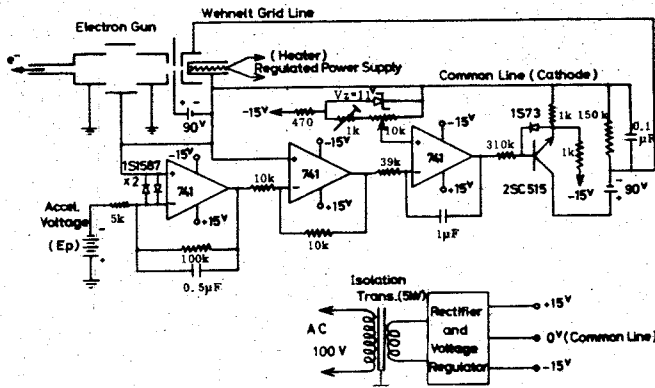 Wehnelt Grid Line
Electron Gun
e⁻
(Heater)
Regulated Power Supply
Common Line (Cathode)
90V
Vz=11V
-15V
470
1k
10k
-15V
741
+15V
1S73
1k
150k
0.1
μF
310k
1k
2SC515
-15V
90V
1S1587
x2
-15V
741
+15V
10k
-15V
741
+15V
39k
Accel.
Voltage
(Ep)
5k
100k
0.5μF
10k
1μF
Isolation
Trans.(5W)
AC
100V
Rectifier
and
Voltage
Regulator
+15V
0V(Common Line)
-15V